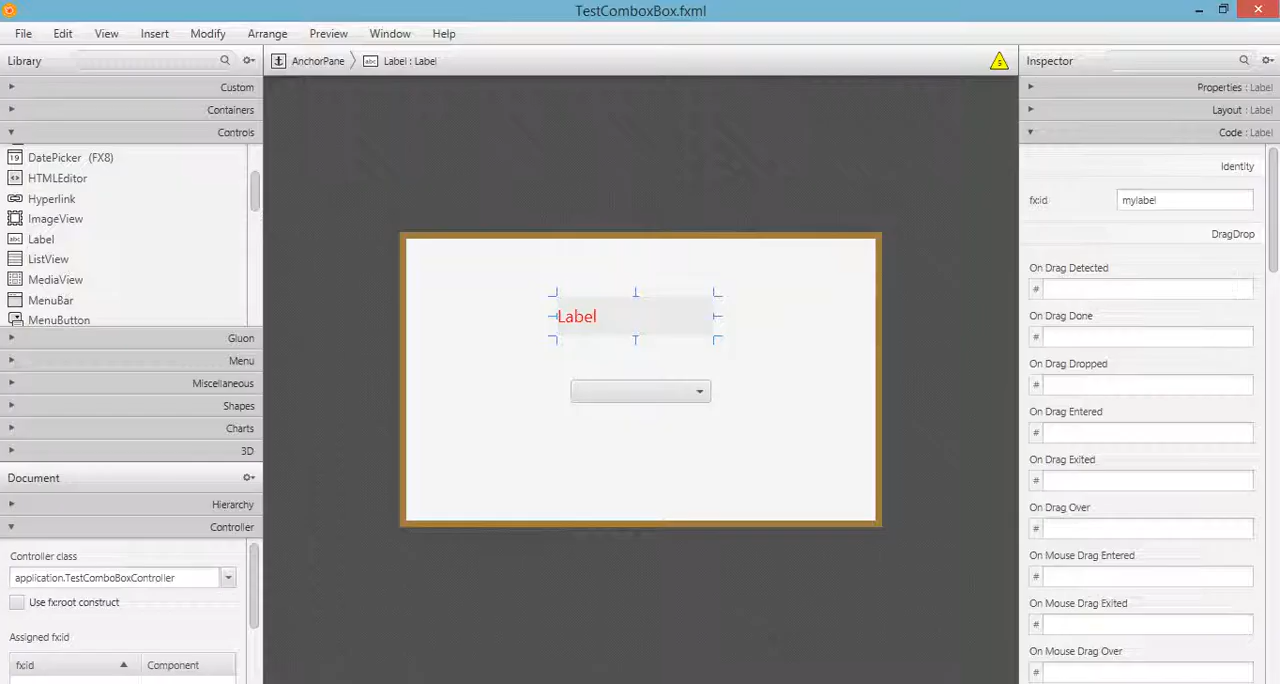 TestComboxBox.fxml
File Edit View Insert Modify Arrange Preview Window Help
Library
Custom
Containers
Controls
DatePicker (FX8)
HTMLEditor
Hyperlink
ImageView
Label
ListView
MediaView
MenuBar
MenuButton
Gluon
Menu
Miscellaneous
Shapes
Charts
3D
Document
Hierarchy
Controller
Controller class
application.TestComboBoxController
Use fx:root construct
Assigned fx:id
fx:id Component
AnchorPane Label : Label
5
Label
Inspector
Properties : Label
Layout : Label
Code : Label
Identity
fx:id mylabel
DragDrop
On Drag Detected
#
On Drag Done
#
On Drag Dropped
#
On Drag Entered
#
On Drag Exited
#
On Drag Over
#
On Mouse Drag Entered
#
On Mouse Drag Exited
#
On Mouse Drag Over
#